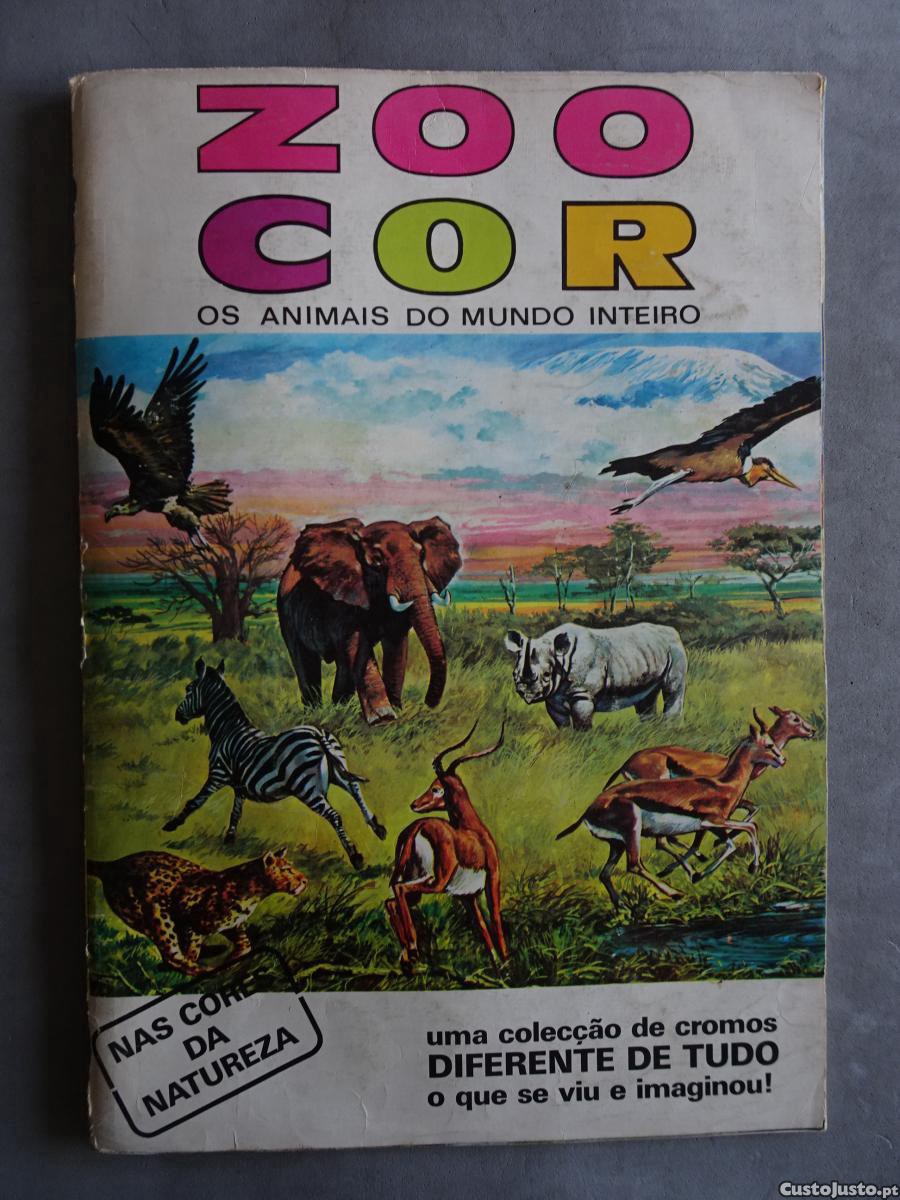 ZOO
COR
OS ANIMAIS DO MUNDO INTEIRO
NAS CORES
DA
NATUREZA
uma colecção de cromos
DIFERENTE DE TUDO
o que se viu e imaginou!
CustoJusto.pt